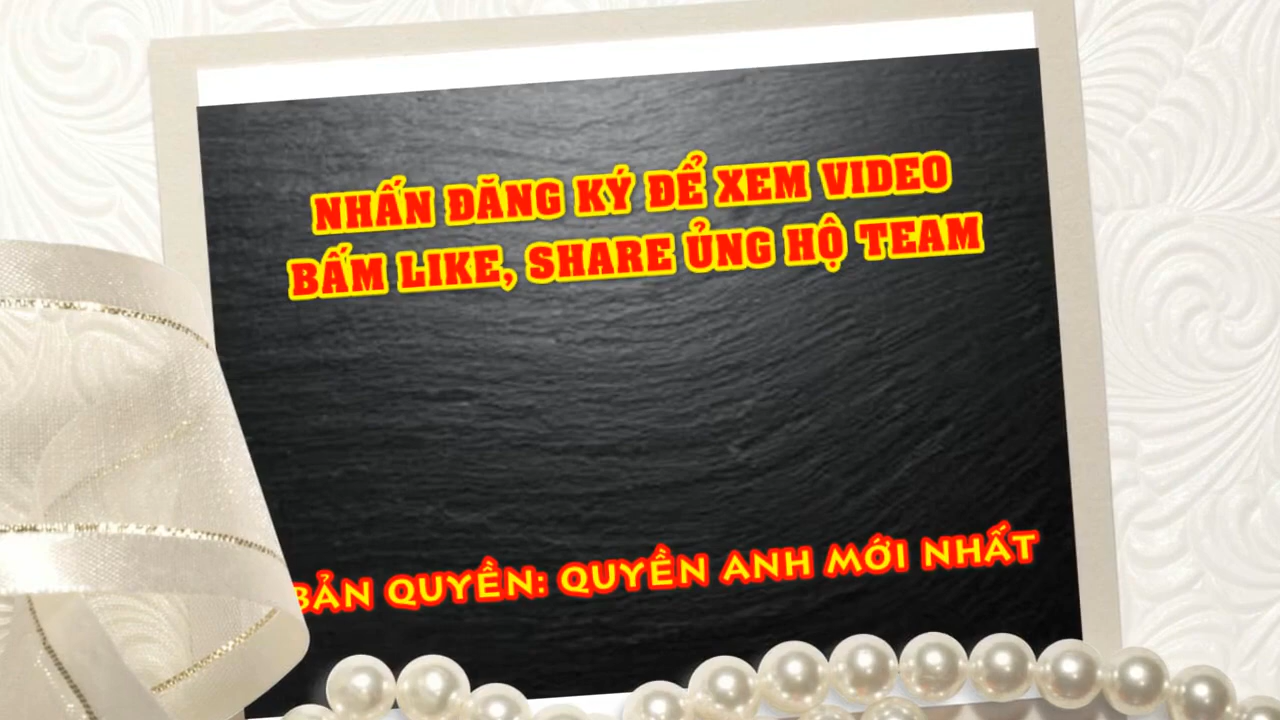 NHẤN ĐĂNG KÝ ĐỂ XEM VIDEO
BẤM LIKE, SHARE ỦNG HỘ TEAM
BẢN QUYỀN: QUYỀN ANH MỚI NHẤT